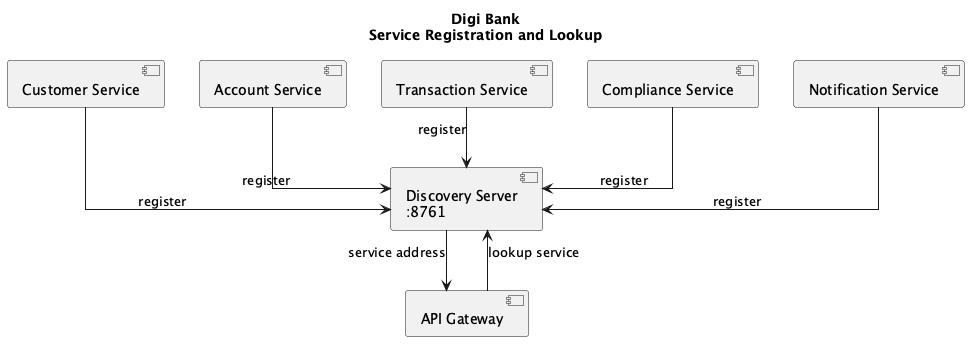 Digi Bank
Service Registration and Lookup
Customer Service
Account Service
Transaction Service
Compliance Service
Notification Service
register
register
register
register
register
Discovery Server
:8761
service address
lookup service
API Gateway